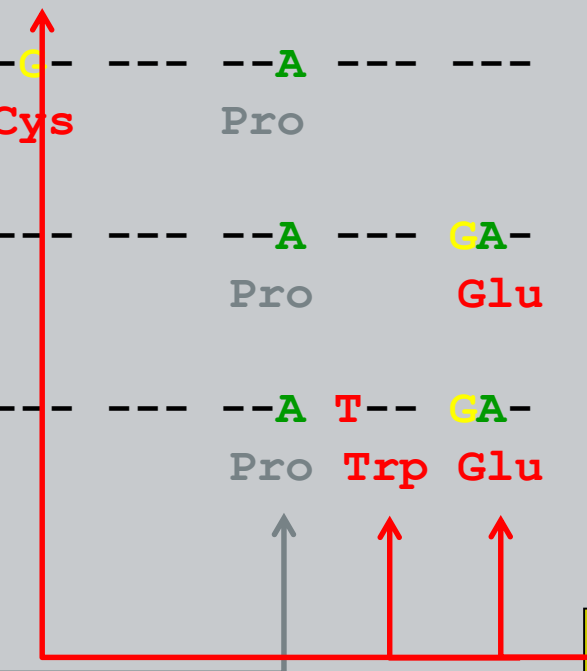 -G- --- --A --- ---
Cys Pro
--- --- --A --- GA-
Pro Glu
--- --- --A T-- GA-
Pro Trp Glu